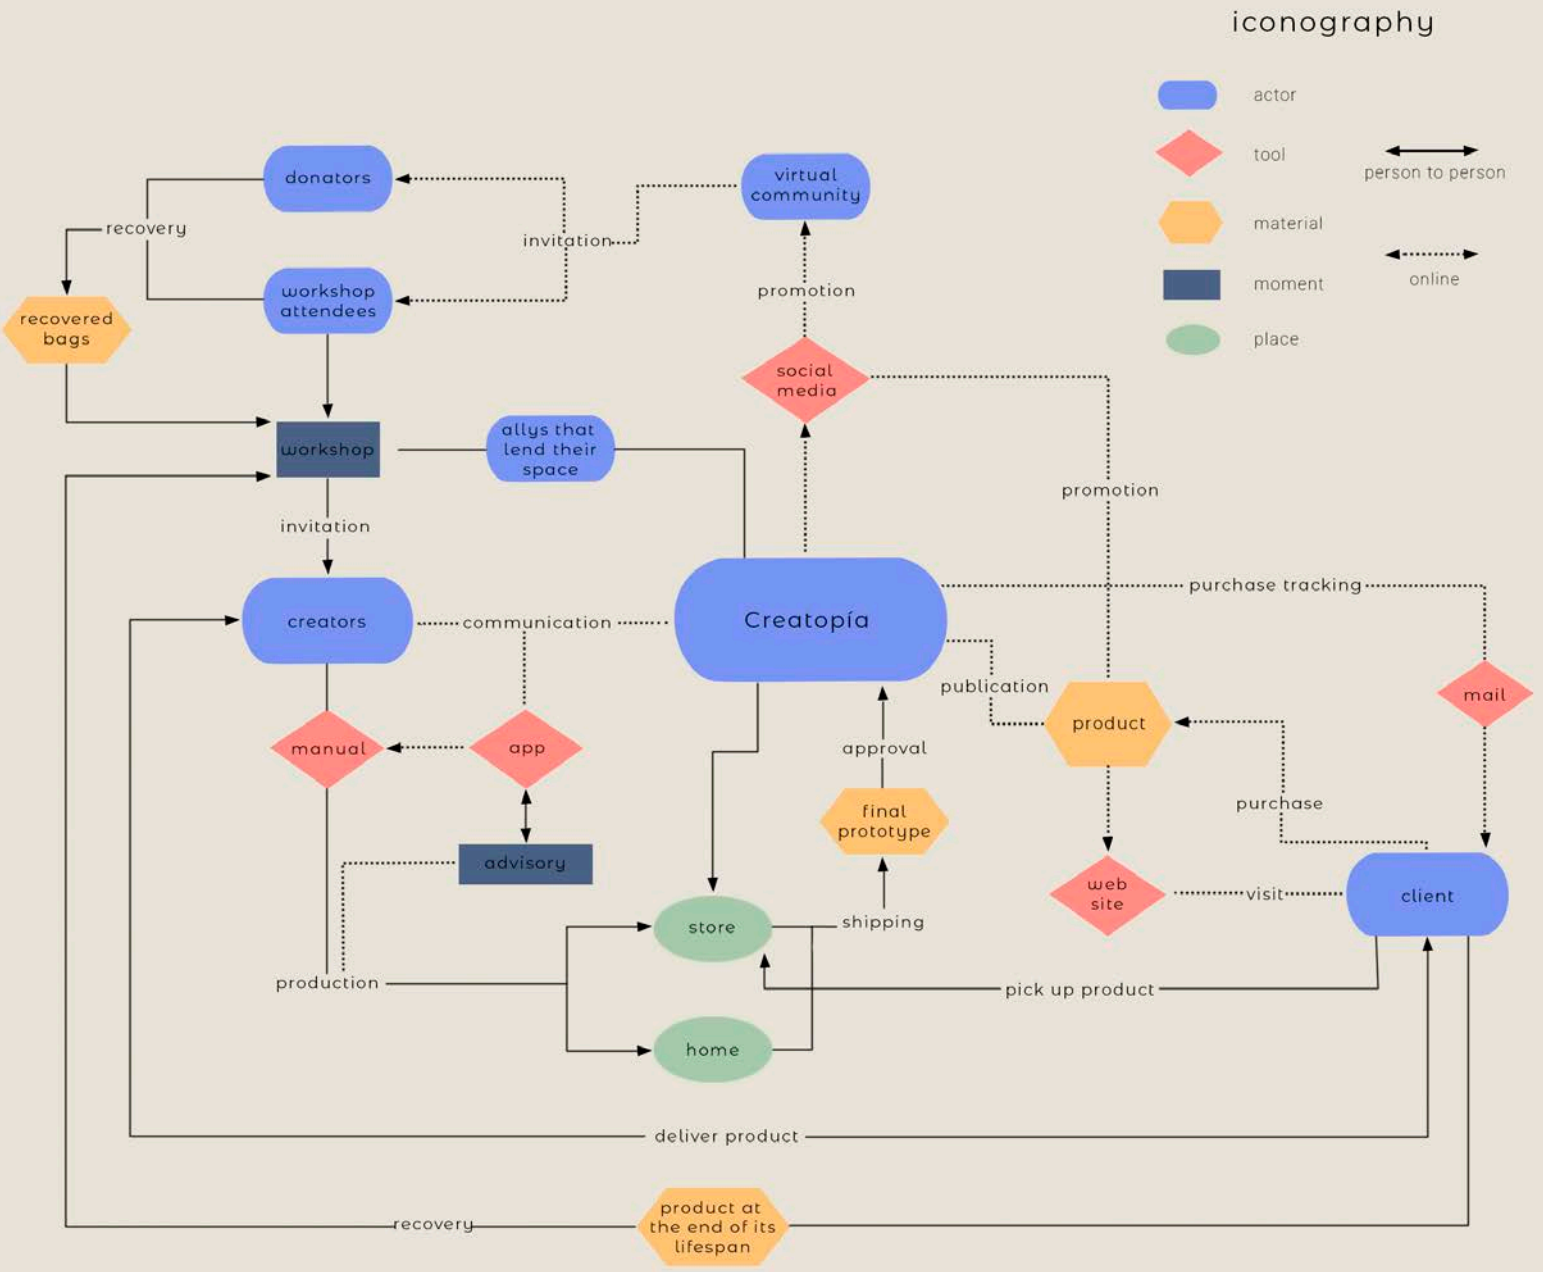 iconography
actor
tool
person to person
material
moment
online
place
donators
virtual
community
recovery
invitation
workshop
attendees
promotion
recovered
bags
social
media
allys that
lend their
space
workshop
promotion
invitation
purchase tracking
creators
communication
Creatopía
publication
mail
product
manual
app
approval
purchase
final
prototype
advisory
web
site
visit
client
store
shipping
production
pick up product
home
deliver product
product at
the end of its
lifespan
recovery